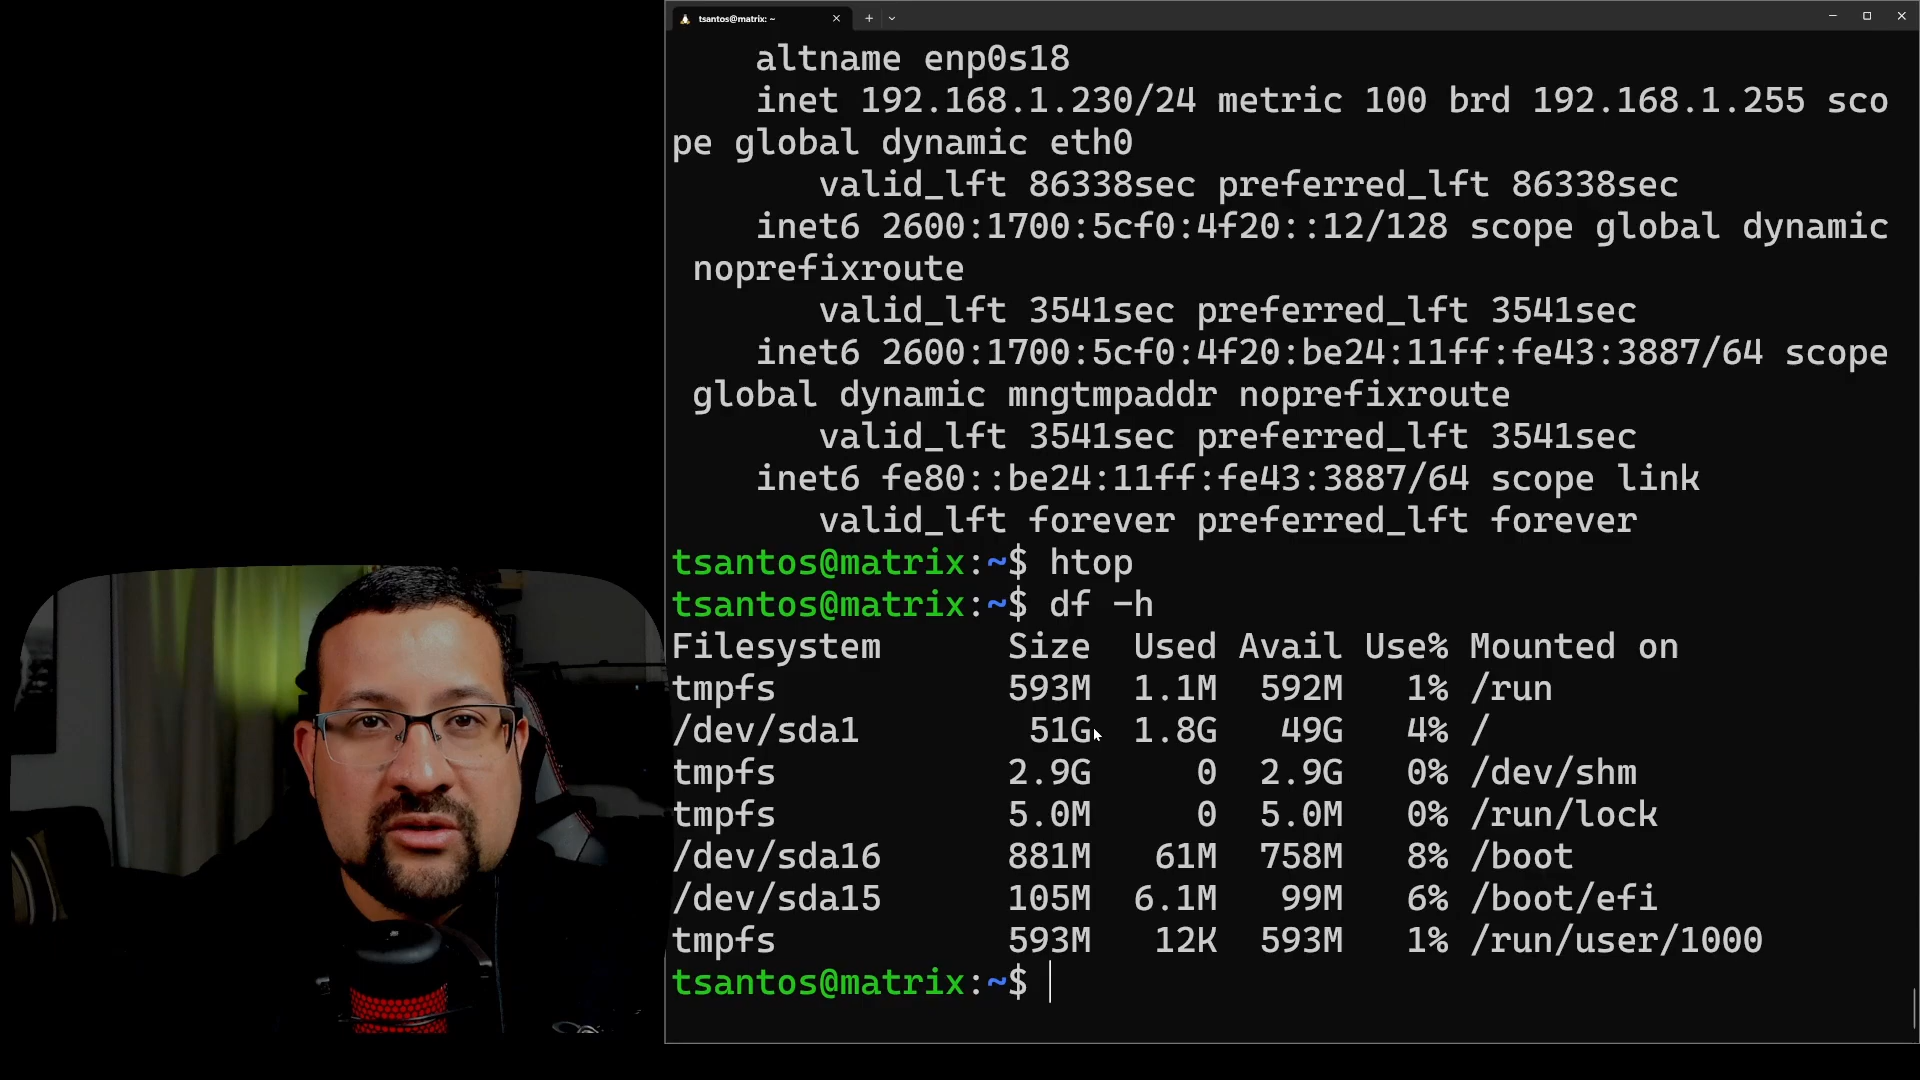 tsantos@matrix: ~
altname enp0s18
inet 192.168.1.230/24 metric 100 brd 192.168.1.255 sco
pe global dynamic eth0
valid_lft 86338sec preferred_lft 86338sec
inet6 2600:1700:5cf0:4f20::12/128 scope global dynamic
noprefixroute
valid_lft 3541sec preferred_lft 3541sec
inet6 2600:1700:5cf0:4f20:be24:11ff:fe43:3887/64 scope
global dynamic mngtmpaddr noprefixroute
valid_lft 3541sec preferred_lft 3541sec
inet6 fe80::be24:11ff:fe43:3887/64 scope link
valid_lft forever preferred_lft forever
tsantos@matrix:~$ htop
tsantos@matrix:~$ df -h
Filesystem Size Used Avail Use% Mounted on
tmpfs 593M 1.1M 592M 1% /run
/dev/sda1 51G 1.8G 49G 4% /
tmpfs 2.9G 0 2.9G 0% /dev/shm
tmpfs 5.0M 0 5.0M 0% /run/lock
/dev/sda16 881M 61M 758M 8% /boot
/dev/sda15 105M 6.1M 99M 6% /boot/efi
tmpfs 593M 12K 593M 1% /run/user/1000
tsantos@matrix:~$